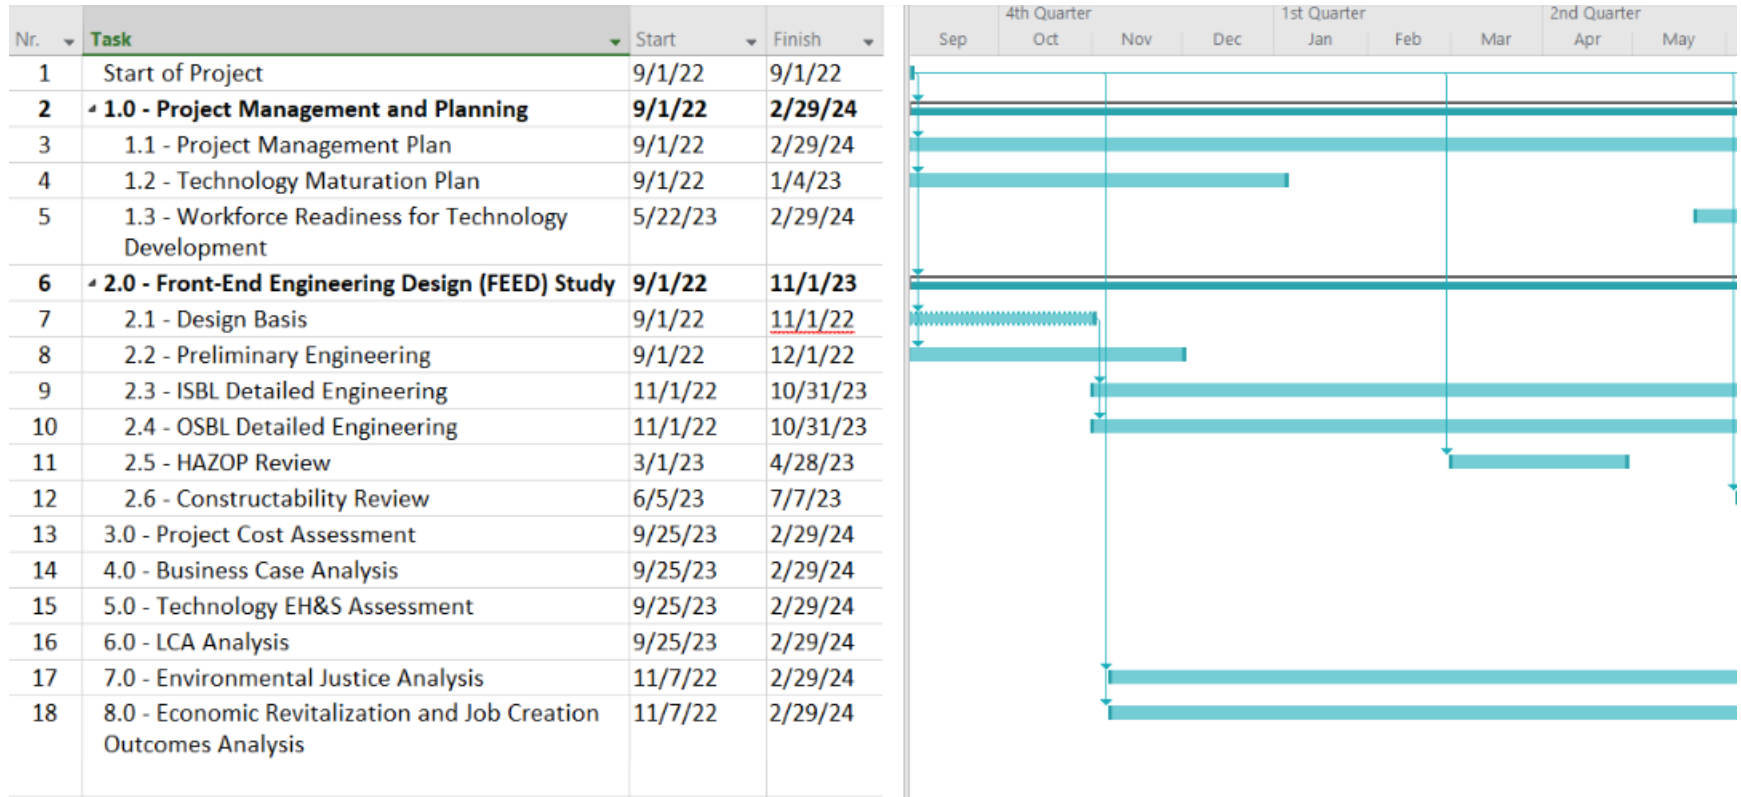 4th Quarter 1st Quarter 2nd Quarter
Nr. Task Start Finish Sep Oct Nov Dec Jan Feb Mar Apr May
1 Start of Project 9/1/22 9/1/22
2 1.0 - Project Management and Planning 9/1/22 2/29/24
3 1.1 - Project Management Plan 9/1/22 2/29/24
4 1.2 - Technology Maturation Plan 9/1/22 1/4/23
5 1.3 - Workforce Readiness for Technology 5/22/23 2/29/24
Development
6 2.0 - Front-End Engineering Design (FEED) Study 9/1/22 11/1/23
7 2.1 - Design Basis 9/1/22 11/1/22
8 2.2 - Preliminary Engineering 9/1/22 12/1/22
9 2.3 - ISBL Detailed Engineering 11/1/22 10/31/23
10 2.4 - OSBL Detailed Engineering 11/1/22 10/31/23
11 2.5 - HAZOP Review 3/1/23 4/28/23
12 2.6 - Constructability Review 6/5/23 7/7/23
13 3.0 - Project Cost Assessment 9/25/23 2/29/24
14 4.0 - Business Case Analysis 9/25/23 2/29/24
15 5.0 - Technology EH&S Assessment 9/25/23 2/29/24
16 6.0 - LCA Analysis 9/25/23 2/29/24
17 7.0 - Environmental Justice Analysis 11/7/22 2/29/24
18 8.0 - Economic Revitalization and Job Creation 11/7/22 2/29/24
Outcomes Analysis